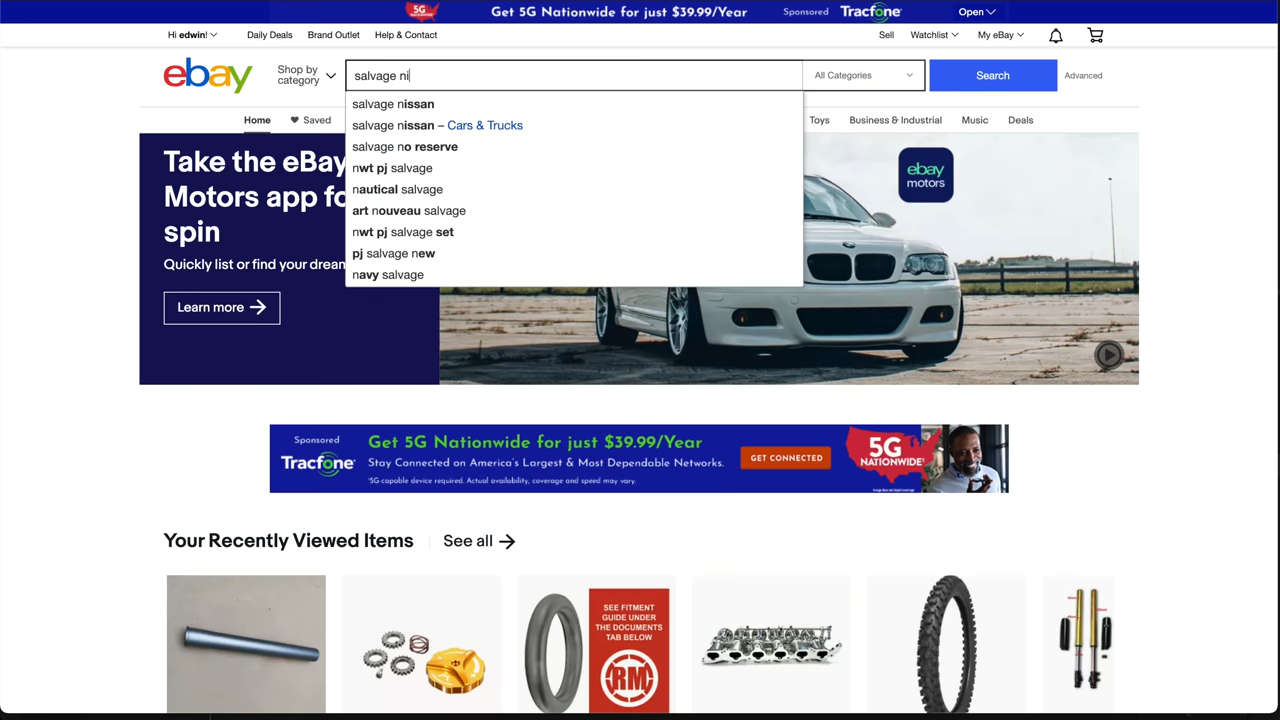 5G NATIONWIDE!
Get 5G Nationwide for just $39.99/Year
Sponsored
Tracfone
Open
Hi edwin!
Daily Deals
Brand Outlet
Help & Contact
Sell
Watchlist
My eBay
ebay
Shop by
category
salvage ni
All Categories
Search
Advanced
salvage nissan
salvage nissan – Cars & Trucks
salvage no reserve
nwt pj salvage
nautical salvage
art nouveau salvage
nwt pj salvage set
pj salvage new
navy salvage
Home
Saved
Toys
Business & Industrial
Music
Deals
Take the eBay
Motors app fo
spin
Quickly list or find your dream
Learn more
ebay
motors
Sponsored
Tracfone
Get 5G Nationwide for just $39.99/Year
Stay Connected on America's Largest & Most Dependable Networks.
*5G-capable device required. Actual availability, coverage and speed may vary.
GET CONNECTED
5G
NATIONWIDE!
Your Recently Viewed Items
See all
SEE FITMENT
GUIDE UNDER
THE DOCUMENTS
TAB BELOW
RM